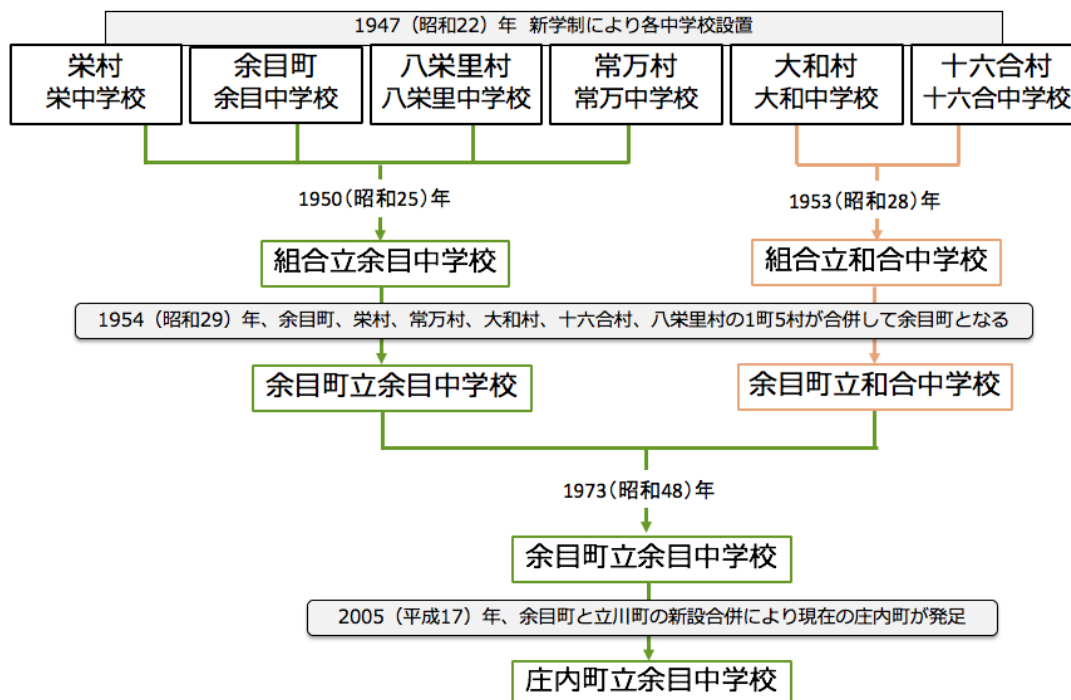 1947（昭和22）年 新学制により各中学校設置
栄村
栄中学校
余目町
余目中学校
八栄里村
八栄里中学校
常万村
常万中学校
大和村
大和中学校
十六合村
十六合中学校
1950（昭和25）年
1953（昭和28）年
組合立余目中学校
組合立和合中学校
1954（昭和29）年、余目町、栄村、常万村、大和村、十六合村、八栄里村の1町5村が合併して余目町となる
余目町立余目中学校
余目町立和合中学校
1973（昭和48）年
余目町立余目中学校
2005（平成17）年、余目町と立川町の新設合併により現在の庄内町が発足
庄内町立余目中学校